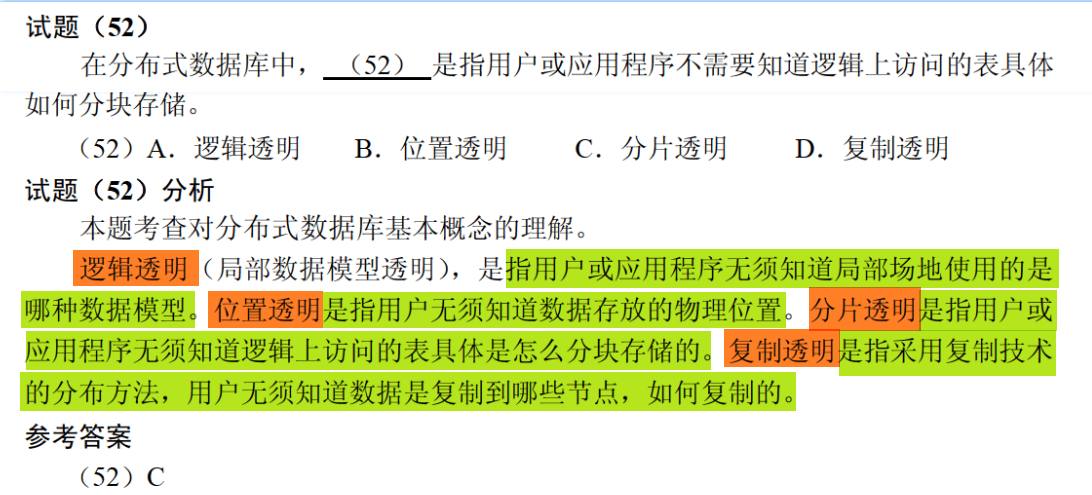 试题（52）
在分布式数据库中，（52）是指用户或应用程序不需要知道逻辑上访问的表具体
如何分块存储。
（52）A．逻辑透明 B．位置透明 C．分片透明 D．复制透明
试题（52）分析
本题考查对分布式数据库基本概念的理解。
逻辑透明（局部数据模型透明），是指用户或应用程序无须知道局部场地使用的是
哪种数据模型。位置透明是指用户无须知道数据存放的物理位置。分片透明是指用户或
应用程序无须知道逻辑上访问的表具体是怎么分块存储的。复制透明是指采用复制技术
的分布方法，用户无须知道数据是复制到哪些节点，如何复制的。
参考答案
（52）C